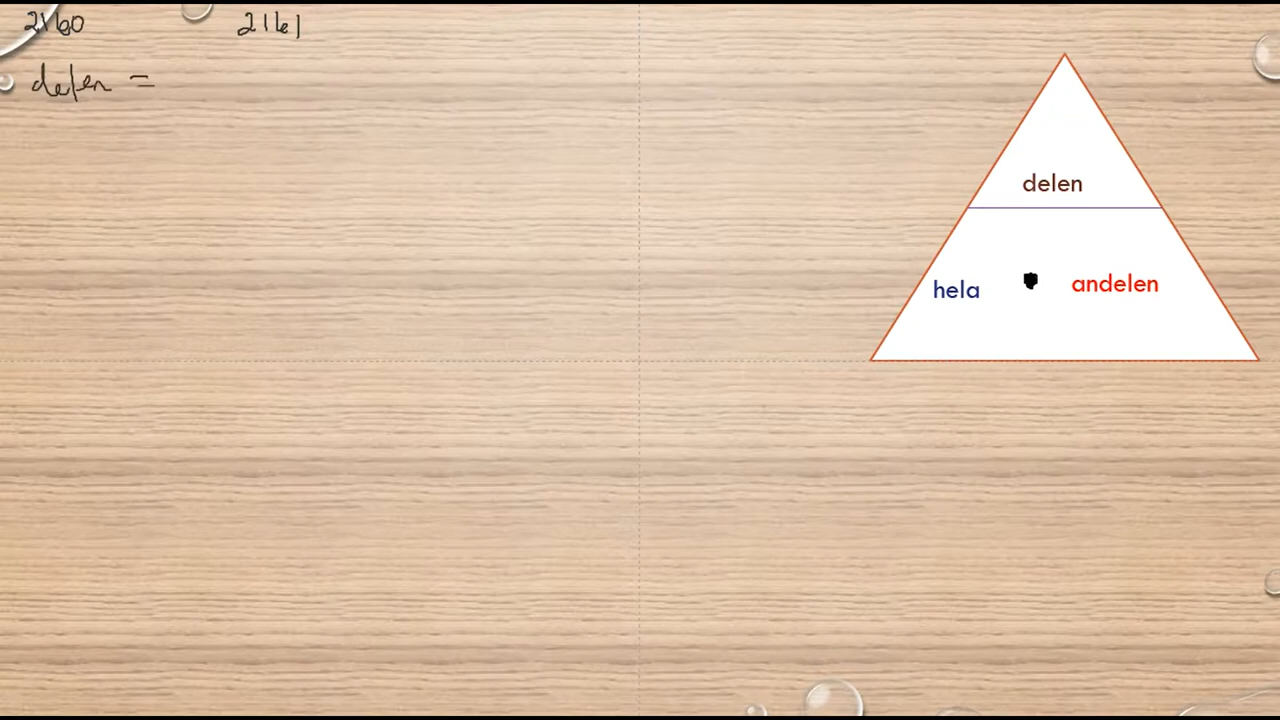 2160 2161
delen =
delen
hela • andelen